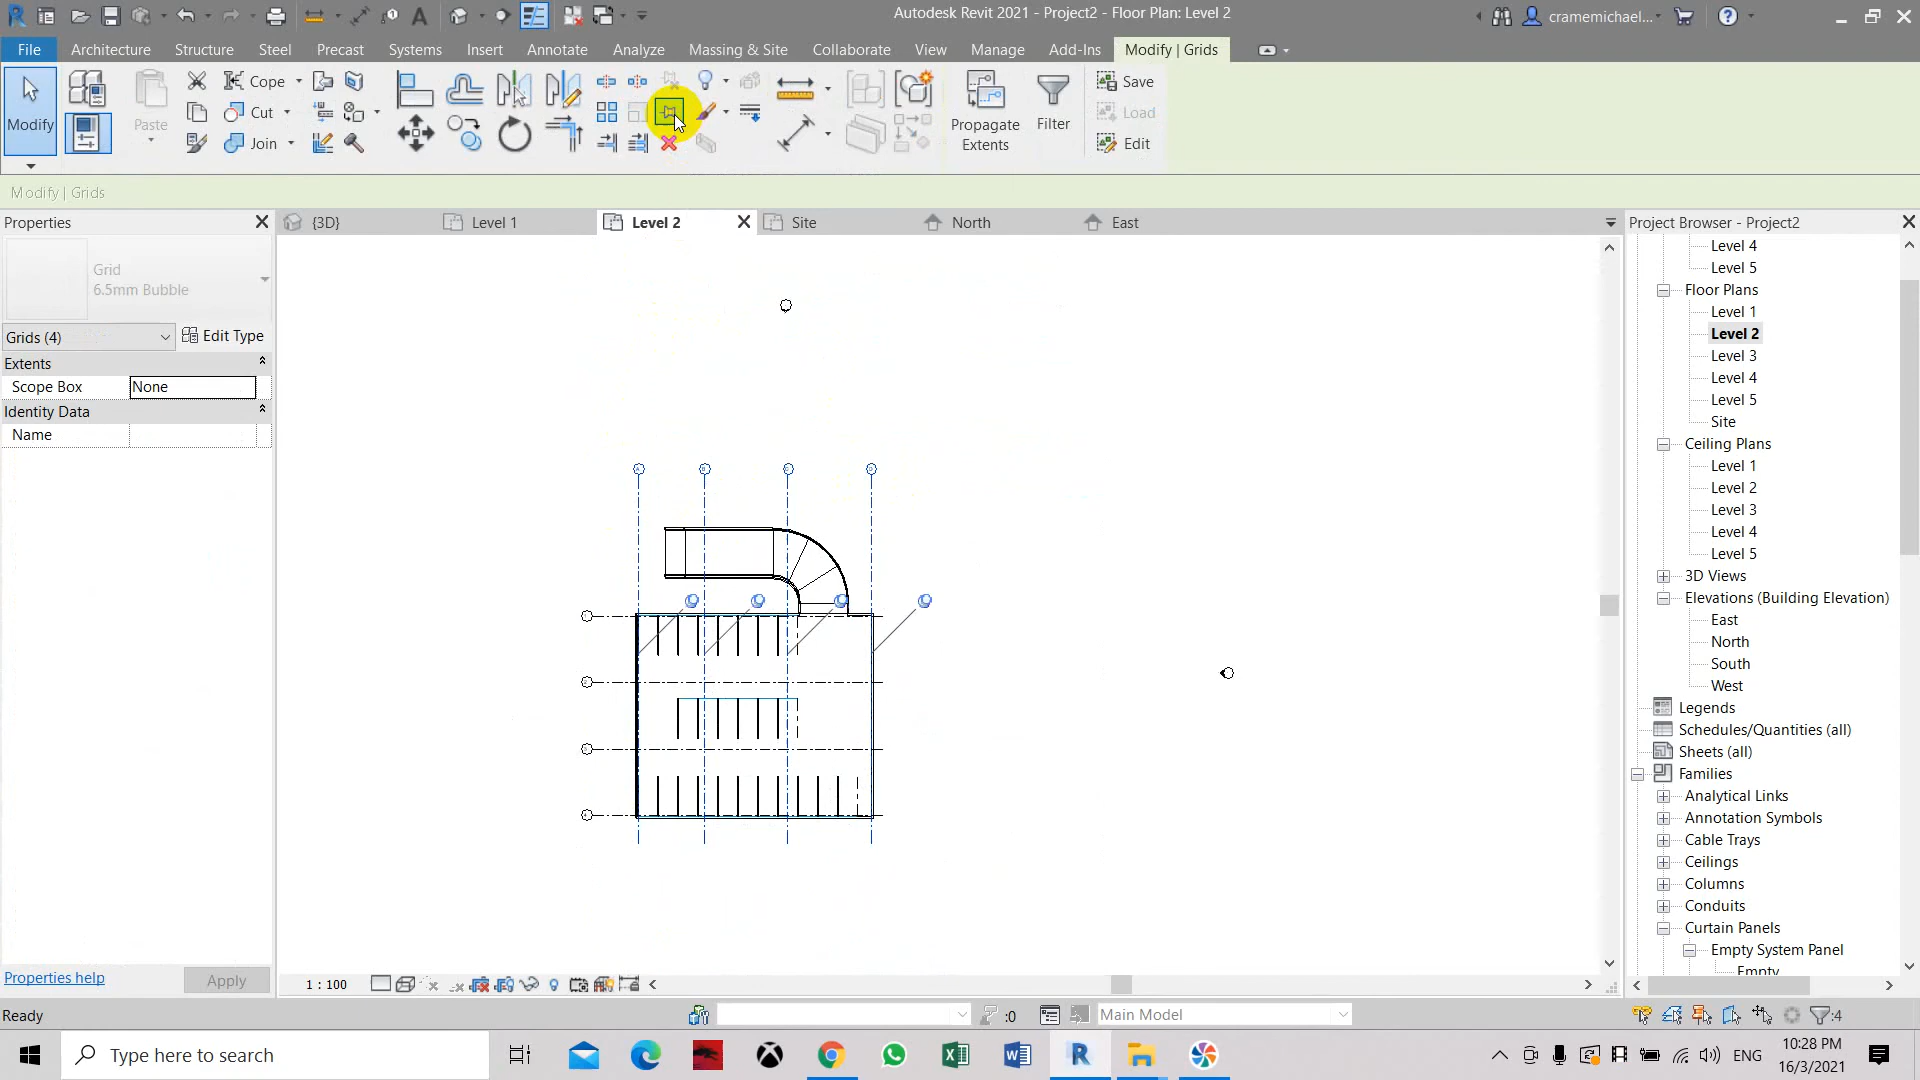 Autodesk Revit 2021 - Project2 - Floor Plan: Level 2
cramemichael...
File Architecture Structure Steel Precast Systems Insert Annotate Analyze Massing & Site Collaborate View Manage Add-Ins Modify | Grids
Modify
Paste
Cope
Cut
Join
Propagate Extents
Filter
Save
Load
Edit
Modify | Grids
Properties
{3D} Level 1 Level 2 Site North East
Project Browser - Project2
Grid
6.5mm Bubble
Grids (4)
Edit Type
Extents
Scope Box None
Identity Data
Name
Level 4
Level 5
Floor Plans
Level 1
Level 2
Level 3
Level 4
Level 5
Site
Ceiling Plans
Level 1
Level 2
Level 3
Level 4
Level 5
3D Views
Elevations (Building Elevation)
East
North
South
West
Legends
Schedules/Quantities (all)
Sheets (all)
Families
Analytical Links
Annotation Symbols
Cable Trays
Ceilings
Columns
Conduits
Curtain Panels
Empty System Panel
Empty
Properties help
Apply
1 : 100
Ready
:0
Main Model
:4
Type here to search
ENG
10:28 PM
16/3/2021